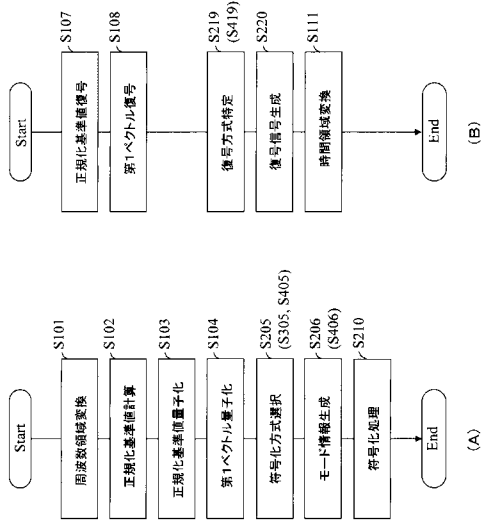 Start
S101
周波数領域変換
S102
正規化基準値計算
S103
正規化基準値量子化
S104
第1ベクトル量子化
S205
(S305, S405)
符号化方式選択
S206
(S406)
モード情報生成
S210
符号化処理
End
(A)
Start
S107
正規化基準値復号
S108
第1ベクトル復号
S219
(S419)
復号方式特定
S220
復号信号生成
S111
時間領域変換
End
(B)